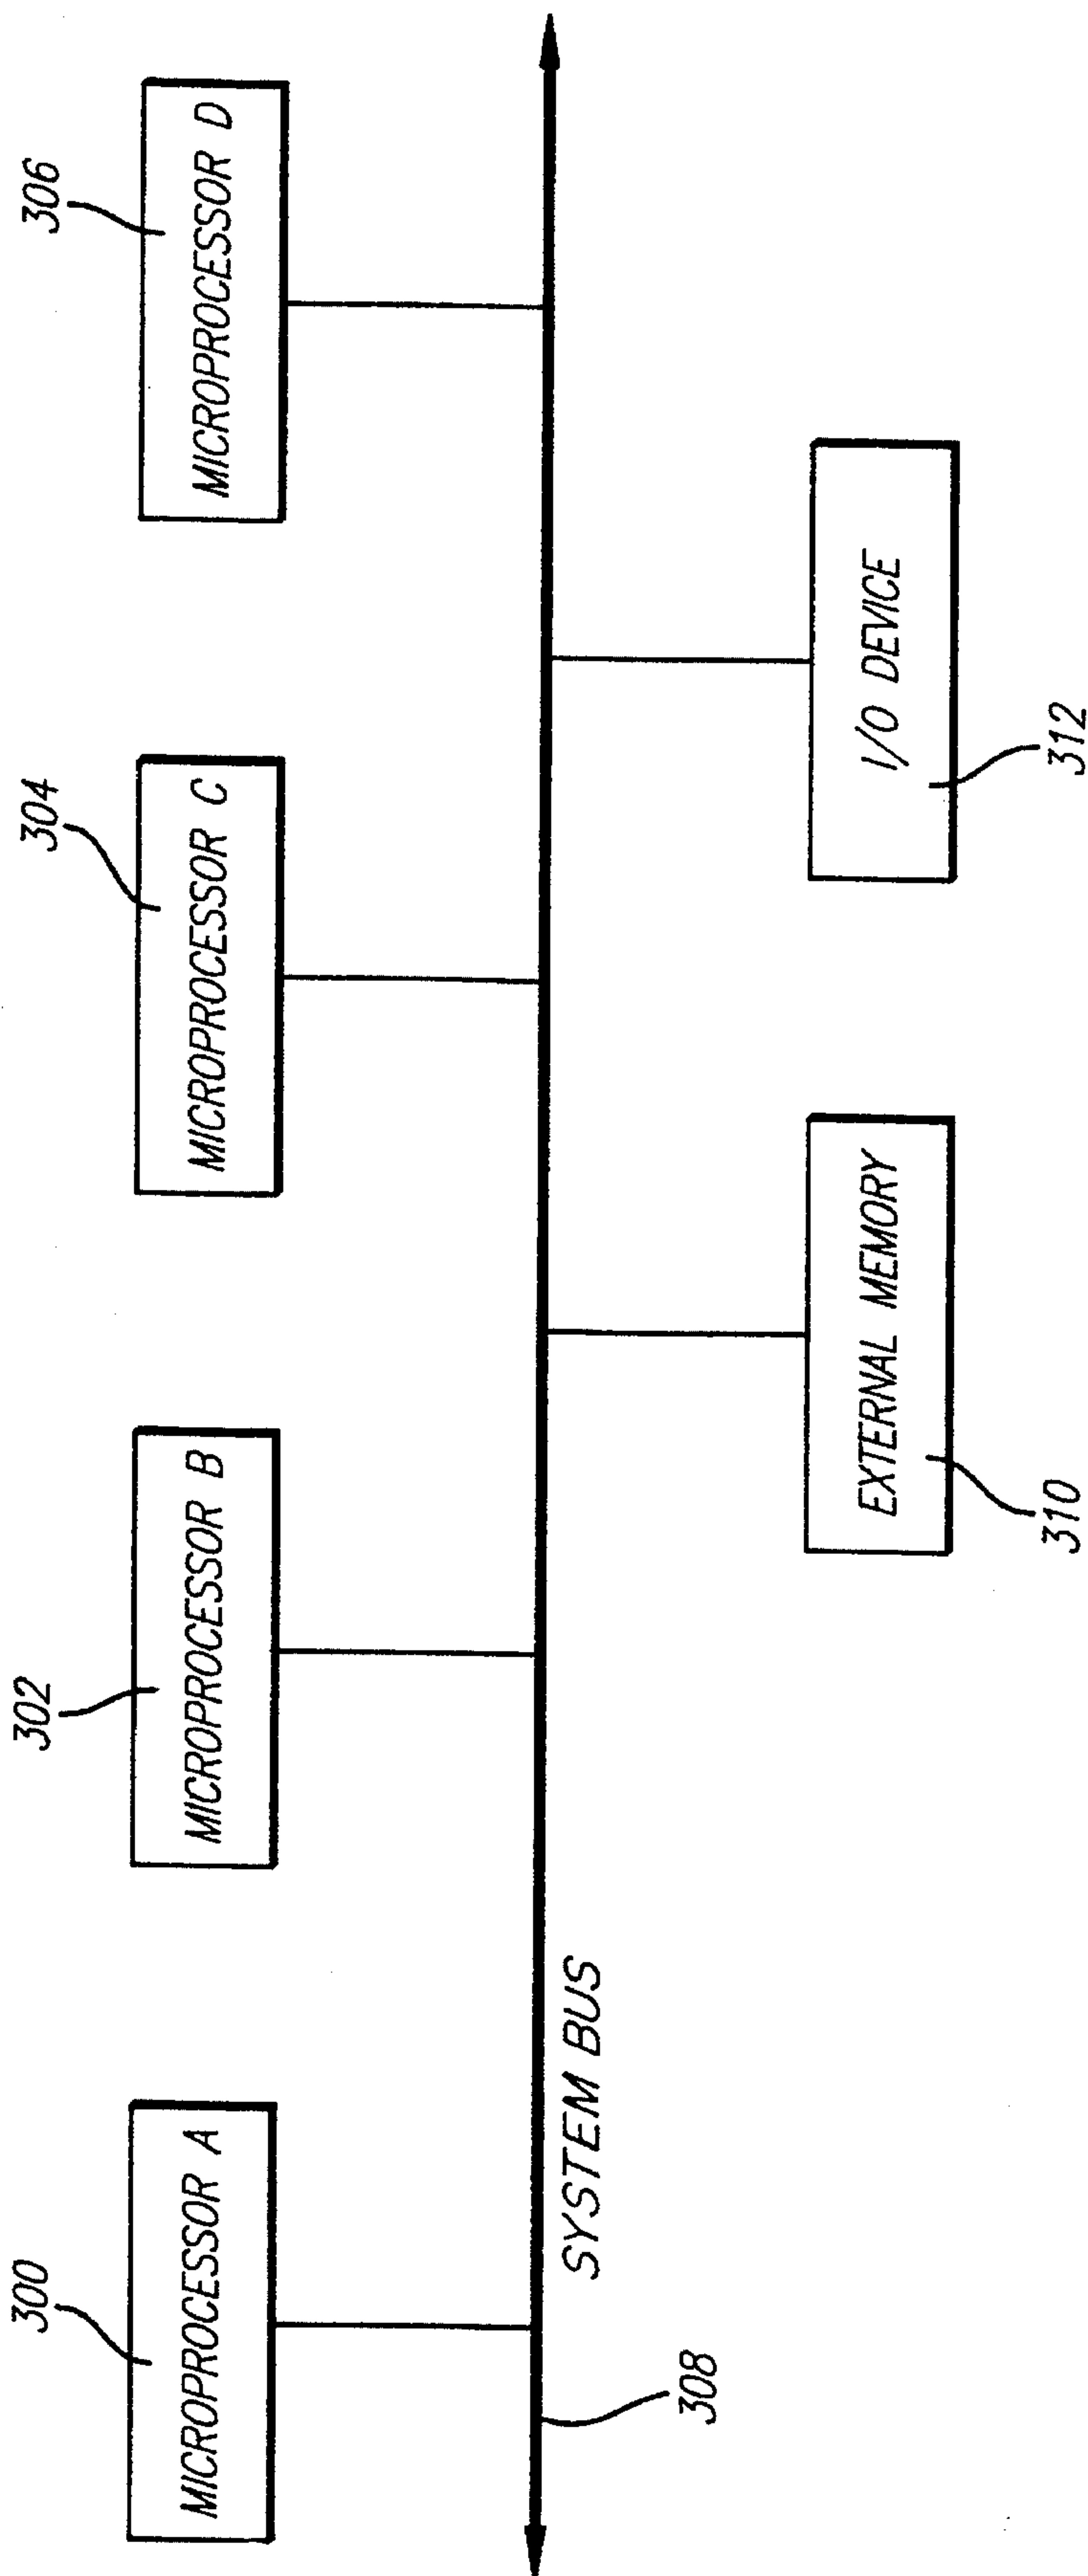 300
302
304
306
MICROPROCESSOR A
MICROPROCESSOR B
MICROPROCESSOR C
MICROPROCESSOR D
SYSTEM BUS
308
EXTERNAL MEMORY
I/O DEVICE
310
312